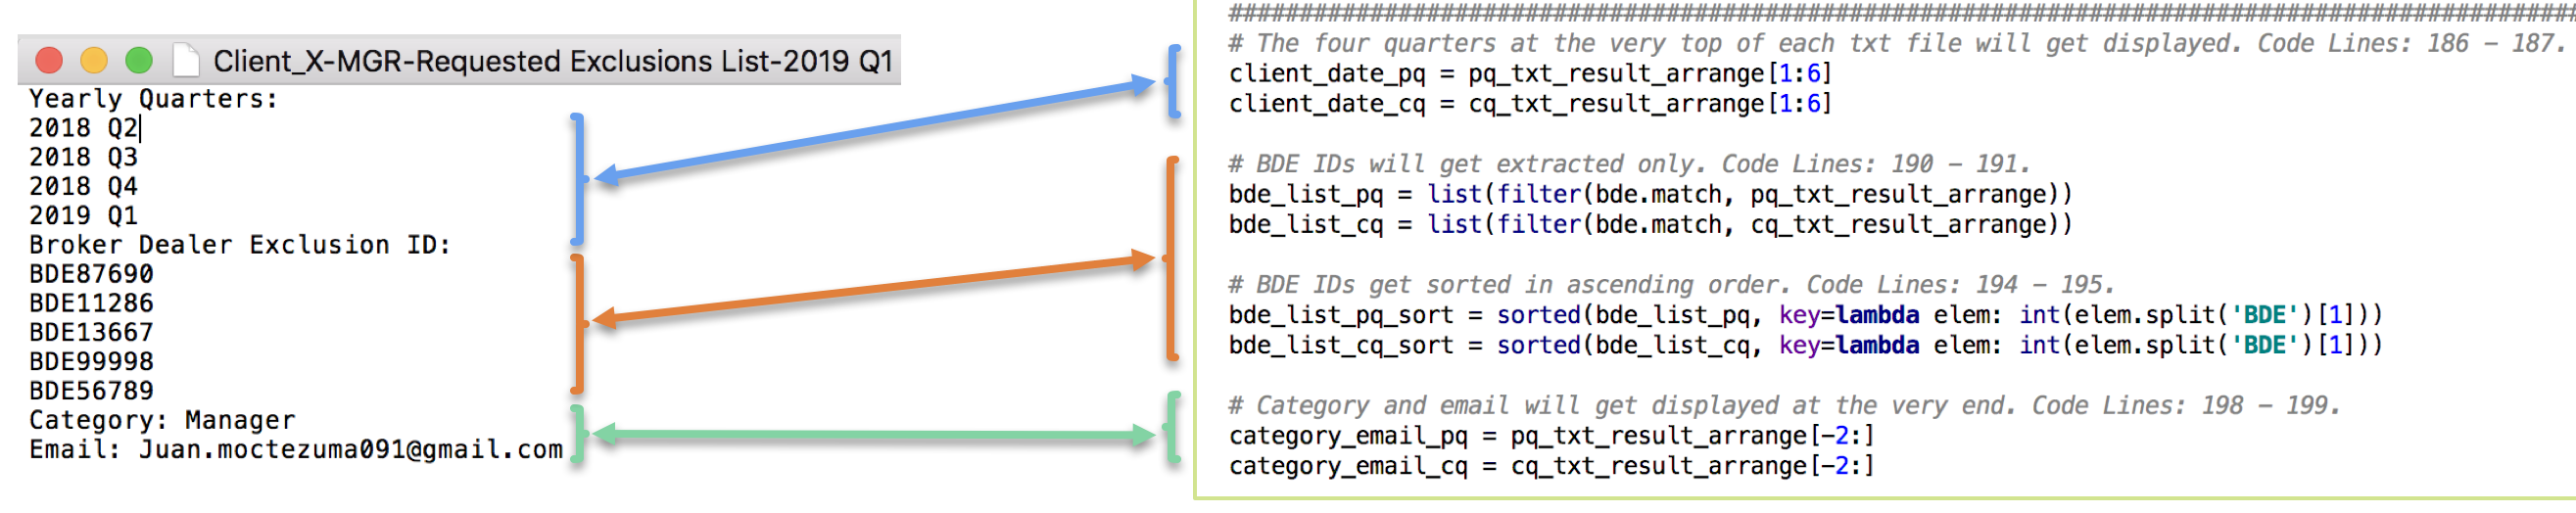 Client_X-MGR-Requested Exclusions List-2019 Q1
Yearly Quarters:
2018 Q2
2018 Q3
2018 Q4
2019 Q1
Broker Dealer Exclusion ID:
BDE87690
BDE11286
BDE13667
BDE99998
BDE56789
Category: Manager
Email: Juan.moctezuma091@gmail.com
################################################################################################
# The four quarters at the very top of each txt file will get displayed. Code Lines: 186 - 187.
client_date_pq = pq_txt_result_arrange[1:6]
client_date_cq = cq_txt_result_arrange[1:6]
# BDE IDs will get extracted only. Code Lines: 190 - 191.
bde_list_pq = list(filter(bde.match, pq_txt_result_arrange))
bde_list_cq = list(filter(bde.match, cq_txt_result_arrange))
# BDE IDs get sorted in ascending order. Code Lines: 194 - 195.
bde_list_pq_sort = sorted(bde_list_pq, key=lambda elem: int(elem.split('BDE')[1]))
bde_list_cq_sort = sorted(bde_list_cq, key=lambda elem: int(elem.split('BDE')[1]))
# Category and email will get displayed at the very end. Code Lines: 198 - 199.
category_email_pq = pq_txt_result_arrange[-2:]
category_email_cq = cq_txt_result_arrange[-2:]